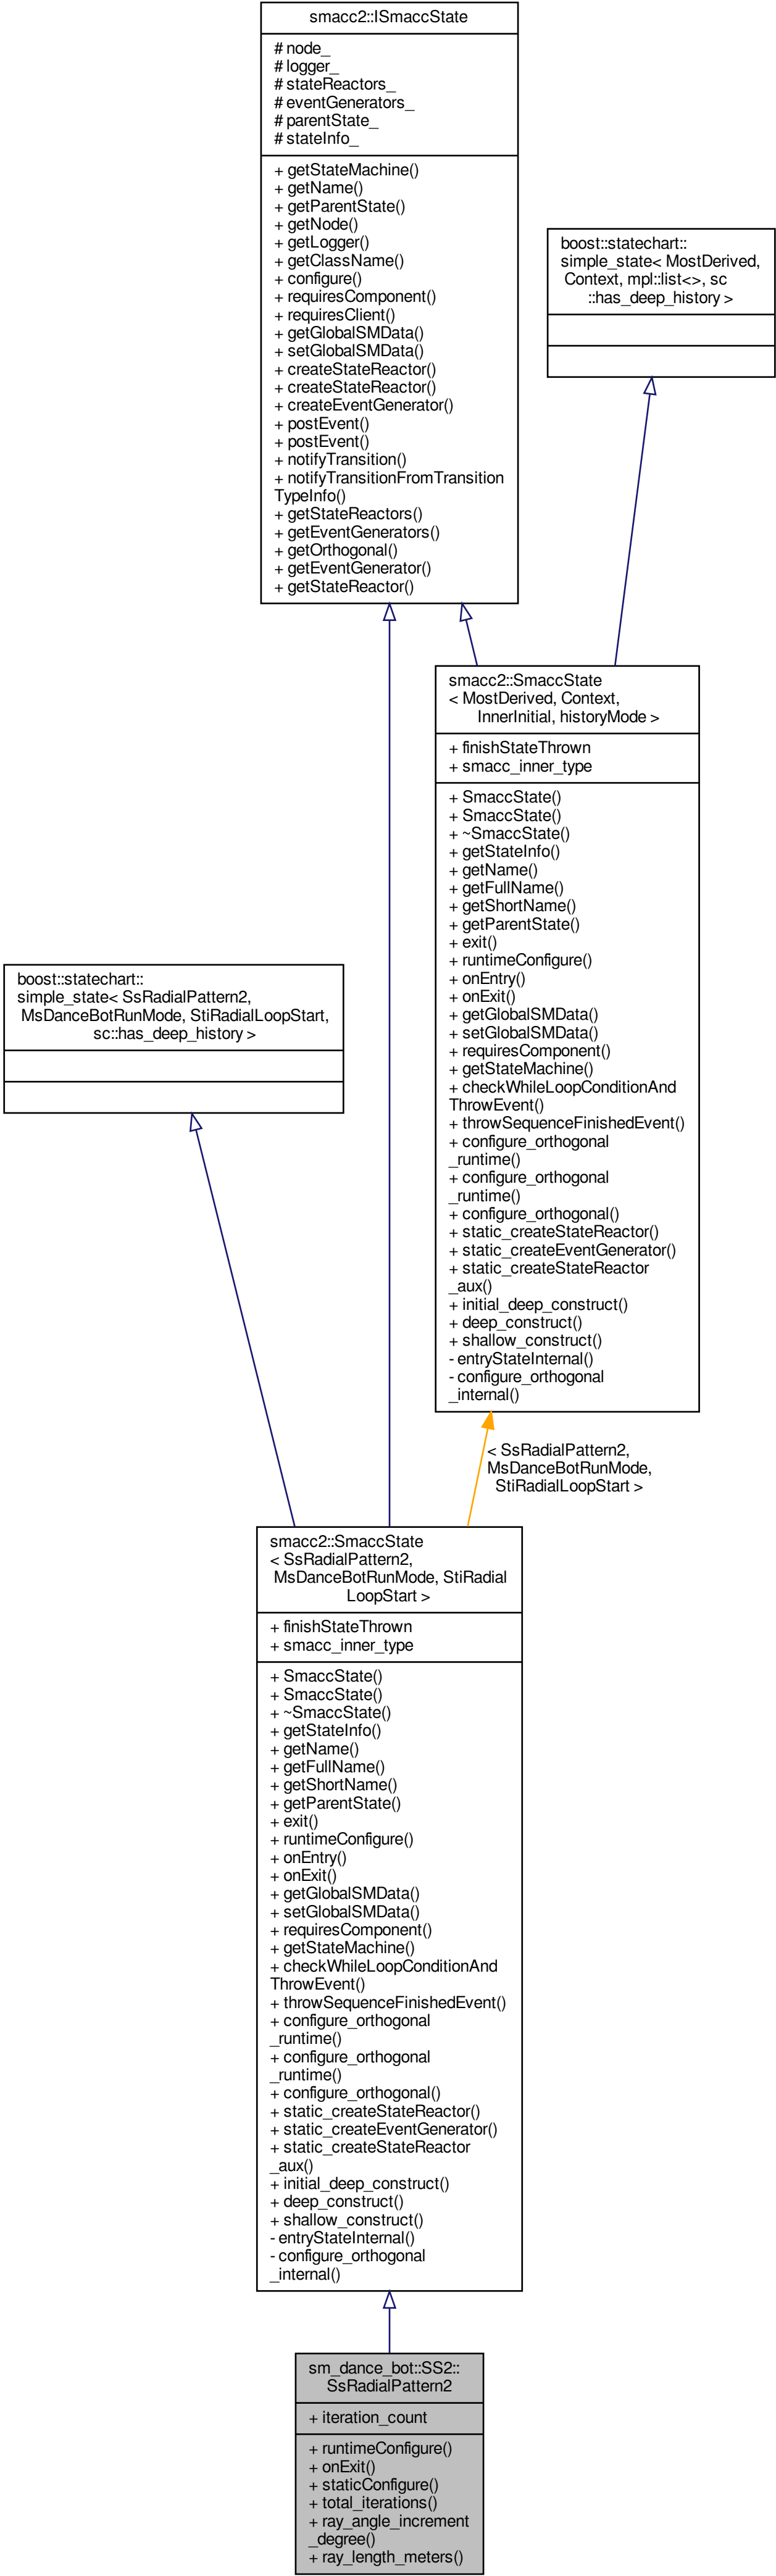 smacc2::ISmaccState
# node_
# logger_
# stateReactors_
# eventGenerators_
# parentState_
# stateInfo_
+ getStateMachine()
+ getName()
+ getParentState()
+ getNode()
+ getLogger()
+ getClassName()
+ configure()
+ requiresComponent()
+ requiresClient()
+ getGlobalSMData()
+ setGlobalSMData()
+ createStateReactor()
+ createStateReactor()
+ createEventGenerator()
+ postEvent()
+ postEvent()
+ notifyTransition()
+ notifyTransitionFromTransition
TypeInfo()
+ getStateReactors()
+ getEventGenerators()
+ getOrthogonal()
+ getEventGenerator()
+ getStateReactor()
boost::statechart::
simple_state< MostDerived,
Context, mpl::list<>, sc
::has_deep_history >
smacc2::SmaccState
< MostDerived, Context,
InnerInitial, historyMode >
+ finishStateThrown
+ smacc_inner_type
+ SmaccState()
+ SmaccState()
+ ~SmaccState()
+ getStateInfo()
+ getName()
+ getFullName()
+ getShortName()
+ getParentState()
+ exit()
+ runtimeConfigure()
+ onEntry()
+ onExit()
+ getGlobalSMData()
+ setGlobalSMData()
+ requiresComponent()
+ getStateMachine()
+ checkWhileLoopConditionAnd
ThrowEvent()
+ throwSequenceFinishedEvent()
+ configure_orthogonal
_runtime()
+ configure_orthogonal
_runtime()
+ configure_orthogonal()
+ static_createStateReactor()
+ static_createEventGenerator()
+ static_createStateReactor
_aux()
+ initial_deep_construct()
+ deep_construct()
+ shallow_construct()
- entryStateInternal()
- configure_orthogonal
_internal()
boost::statechart::
simple_state< SsRadialPattern2,
MsDanceBotRunMode, StiRadialLoopStart,
sc::has_deep_history >
< SsRadialPattern2,
MsDanceBotRunMode,
StiRadialLoopStart >
smacc2::SmaccState
< SsRadialPattern2,
MsDanceBotRunMode, StiRadial
LoopStart >
+ finishStateThrown
+ smacc_inner_type
+ SmaccState()
+ SmaccState()
+ ~SmaccState()
+ getStateInfo()
+ getName()
+ getFullName()
+ getShortName()
+ getParentState()
+ exit()
+ runtimeConfigure()
+ onEntry()
+ onExit()
+ getGlobalSMData()
+ setGlobalSMData()
+ requiresComponent()
+ getStateMachine()
+ checkWhileLoopConditionAnd
ThrowEvent()
+ throwSequenceFinishedEvent()
+ configure_orthogonal
_runtime()
+ configure_orthogonal
_runtime()
+ configure_orthogonal()
+ static_createStateReactor()
+ static_createEventGenerator()
+ static_createStateReactor
_aux()
+ initial_deep_construct()
+ deep_construct()
+ shallow_construct()
- entryStateInternal()
- configure_orthogonal
_internal()
sm_dance_bot::SS2::
SsRadialPattern2
+ iteration_count
+ runtimeConfigure()
+ onExit()
+ staticConfigure()
+ total_iterations()
+ ray_angle_increment
_degree()
+ ray_length_meters()